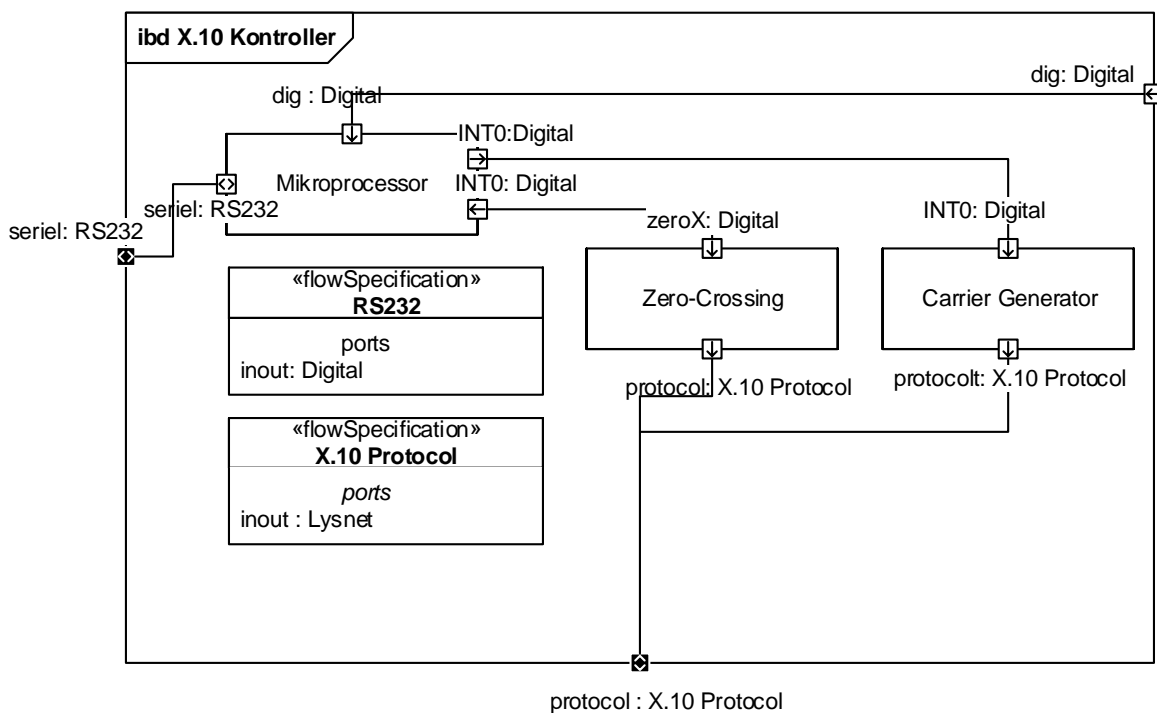 ibd X.10 Kontroller
dig: Digital
dig : Digital
INT0:Digital
Mikroprocessor
INT0: Digital
seriel: RS232
seriel: RS232
zeroX: Digital
INT0: Digital
«flowSpecification»
RS232
ports
inout: Digital
Zero-Crossing
Carrier Generator
protocol: X.10 Protocol
protocolt: X.10 Protocol
«flowSpecification»
X.10 Protocol
ports
inout : Lysnet
protocol : X.10 Protocol